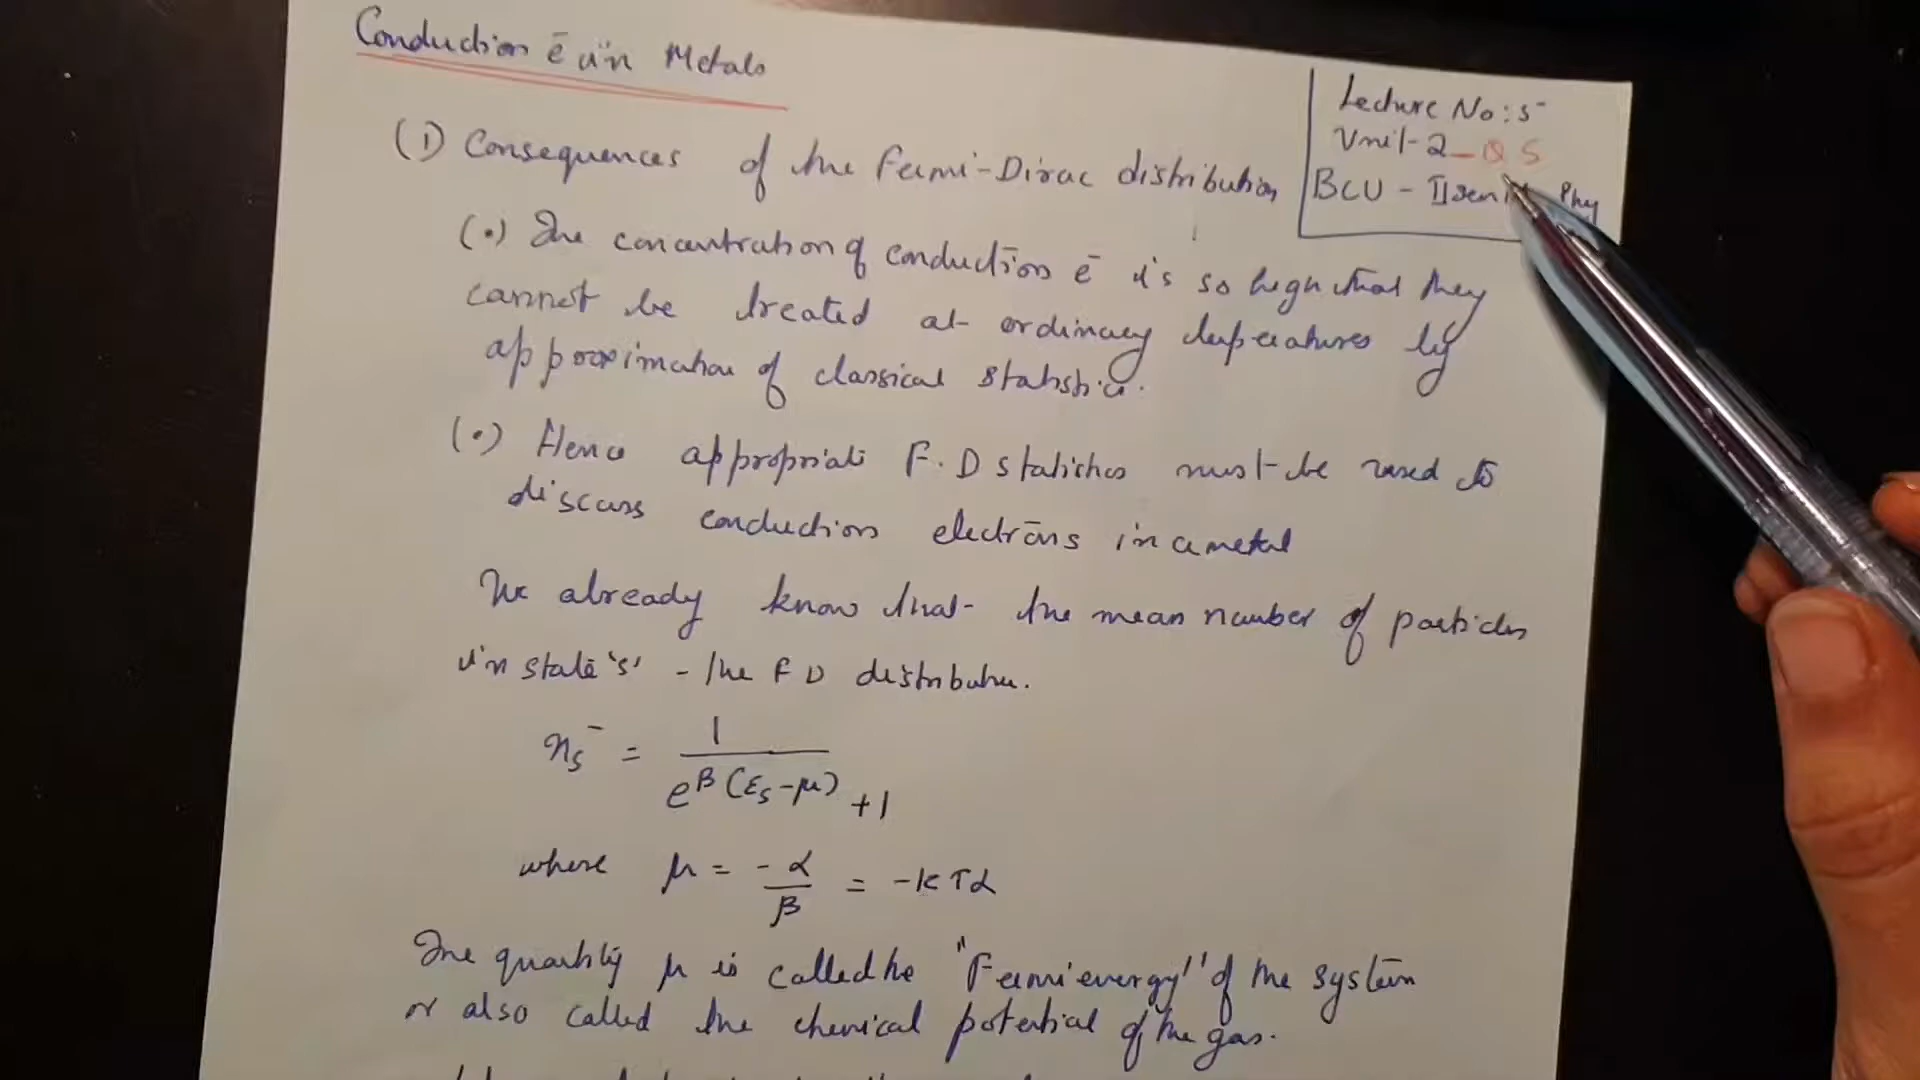 Conduction ē in Metals
Lecture No: 5
Unit-2 - QS
BCU - II Sem Phy
(1) Consequences of the Fermi-Dirac distribution
(•) The concentration of conduction ē is so high that they
cannot be treated at ordinary temperatures by
approximation of classical statistics.
(•) Hence appropriate F.D statistics must be used to
discuss conduction electrons in a metal
We already know that the mean number of particles
in state 's' - the FD distribution.
n̄s = 1 / e^β(εs-μ) + 1
where μ = -α/β = -kTα
The quantity μ is called the "Fermi energy" of the system
or also called the chemical potential of the gas.